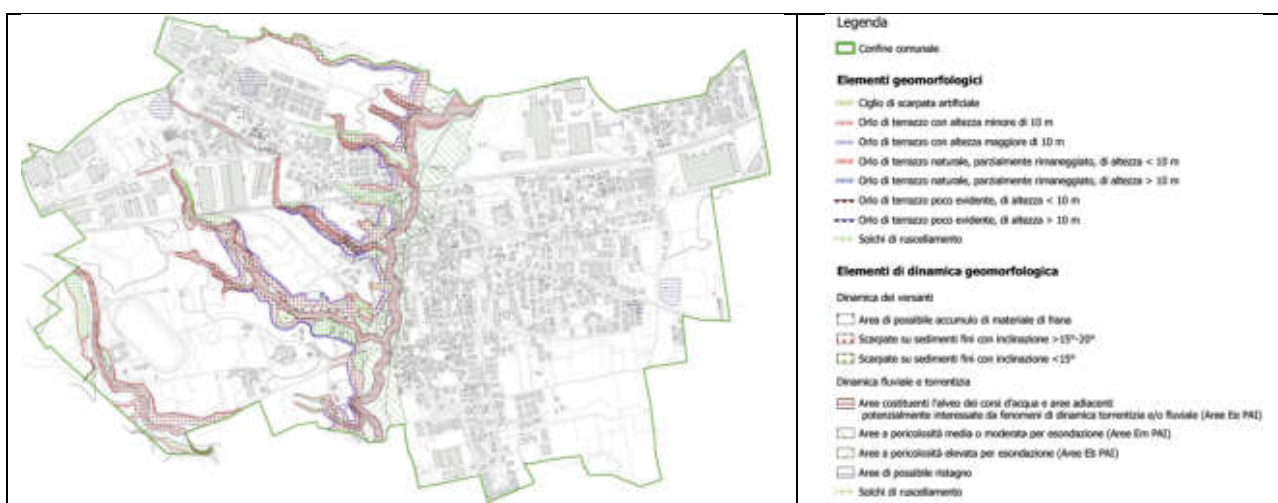 Legenda
Confine comunale
Elementi geomorfologici
Ciglio di scarpata artificiale
Orlo di terrazzo con altezza minore di 10 m
Orlo di terrazzo con altezza maggiore di 10 m
Orlo di terrazzo naturale, parzialmente rimaneggiato, di altezza < 10 m
Orlo di terrazzo naturale, parzialmente rimaneggiato, di altezza > 10 m
Orlo di terrazzo poco evidente, di altezza < 10 m
Orlo di terrazzo poco evidente, di altezza > 10 m
Solchi di ruscellamento
Elementi di dinamica geomorfologica
Dinamica dei versanti
Area di possibile accumulo di materiale di frana
Scarpate su sedimenti fini con inclinazione >15°-20°
Scarpate su sedimenti fini con inclinazione <15°
Dinamica fluviale e torrentizia
Aree costituenti l'alveo dei corsi d'acqua e aree adiacenti
potenzialmente interessate da fenomeni di dinamica torrentizia e/o fluviale (Aree Ee PAI)
Aree a pericolosità media o moderata per esondazione (Aree Em PAI)
Aree a pericolosità elevata per esondazione (Aree Eb PAI)
Aree di possibile ristagno
Solchi di ruscellamento